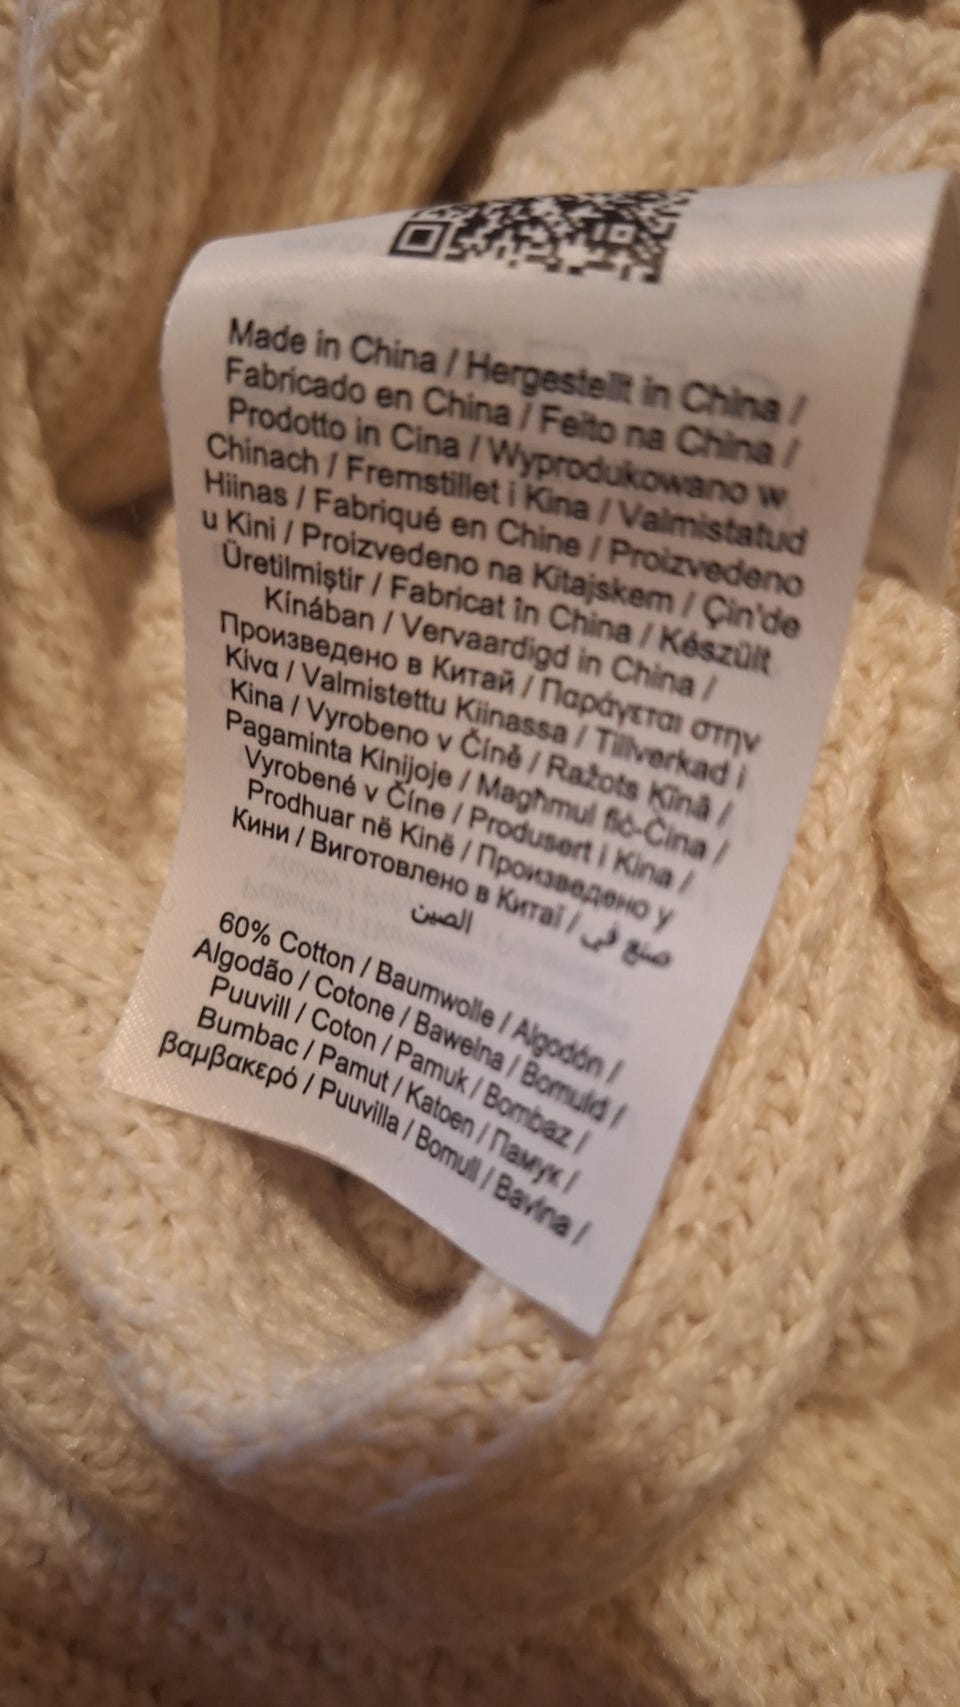 Made in China / Hergestellt in China /
Fabricado en China / Feito na China /
Prodotto in Cina / Wyprodukowano w
Chinach / Fremstillet i Kina / Valmistatud
Hiinas / Fabriqué en Chine / Proizvedeno
u Kini / Proizvedeno na Kitajskem / Çin'de
Üretilmiştir / Fabricat în China / Készült
Kínában / Vervaardigd in China /
Произведено в Китай / Παράγεται στην
Κίνα / Valmistettu Kiinassa / Tillverkad i
Kina / Vyrobeno v Číně / Ražots Ķīnā /
Pagaminta Kinijoje / Magħmul fiċ-Ċina /
Vyrobené v Číne / Produsert i Kina /
Prodhuar në Kinë / Произведено у
Кини / Виготовлено в Китаї / صنع في
الصين
60% Cotton / Baumwolle / Algodón /
Algodão / Cotone / Bawełna / Bomuld /
Puuvill / Coton / Pamuk / Bombaž /
Bumbac / Pamut / Katoen / Памук /
βαμβακερό / Puuvilla / Bomull / Bavlna /